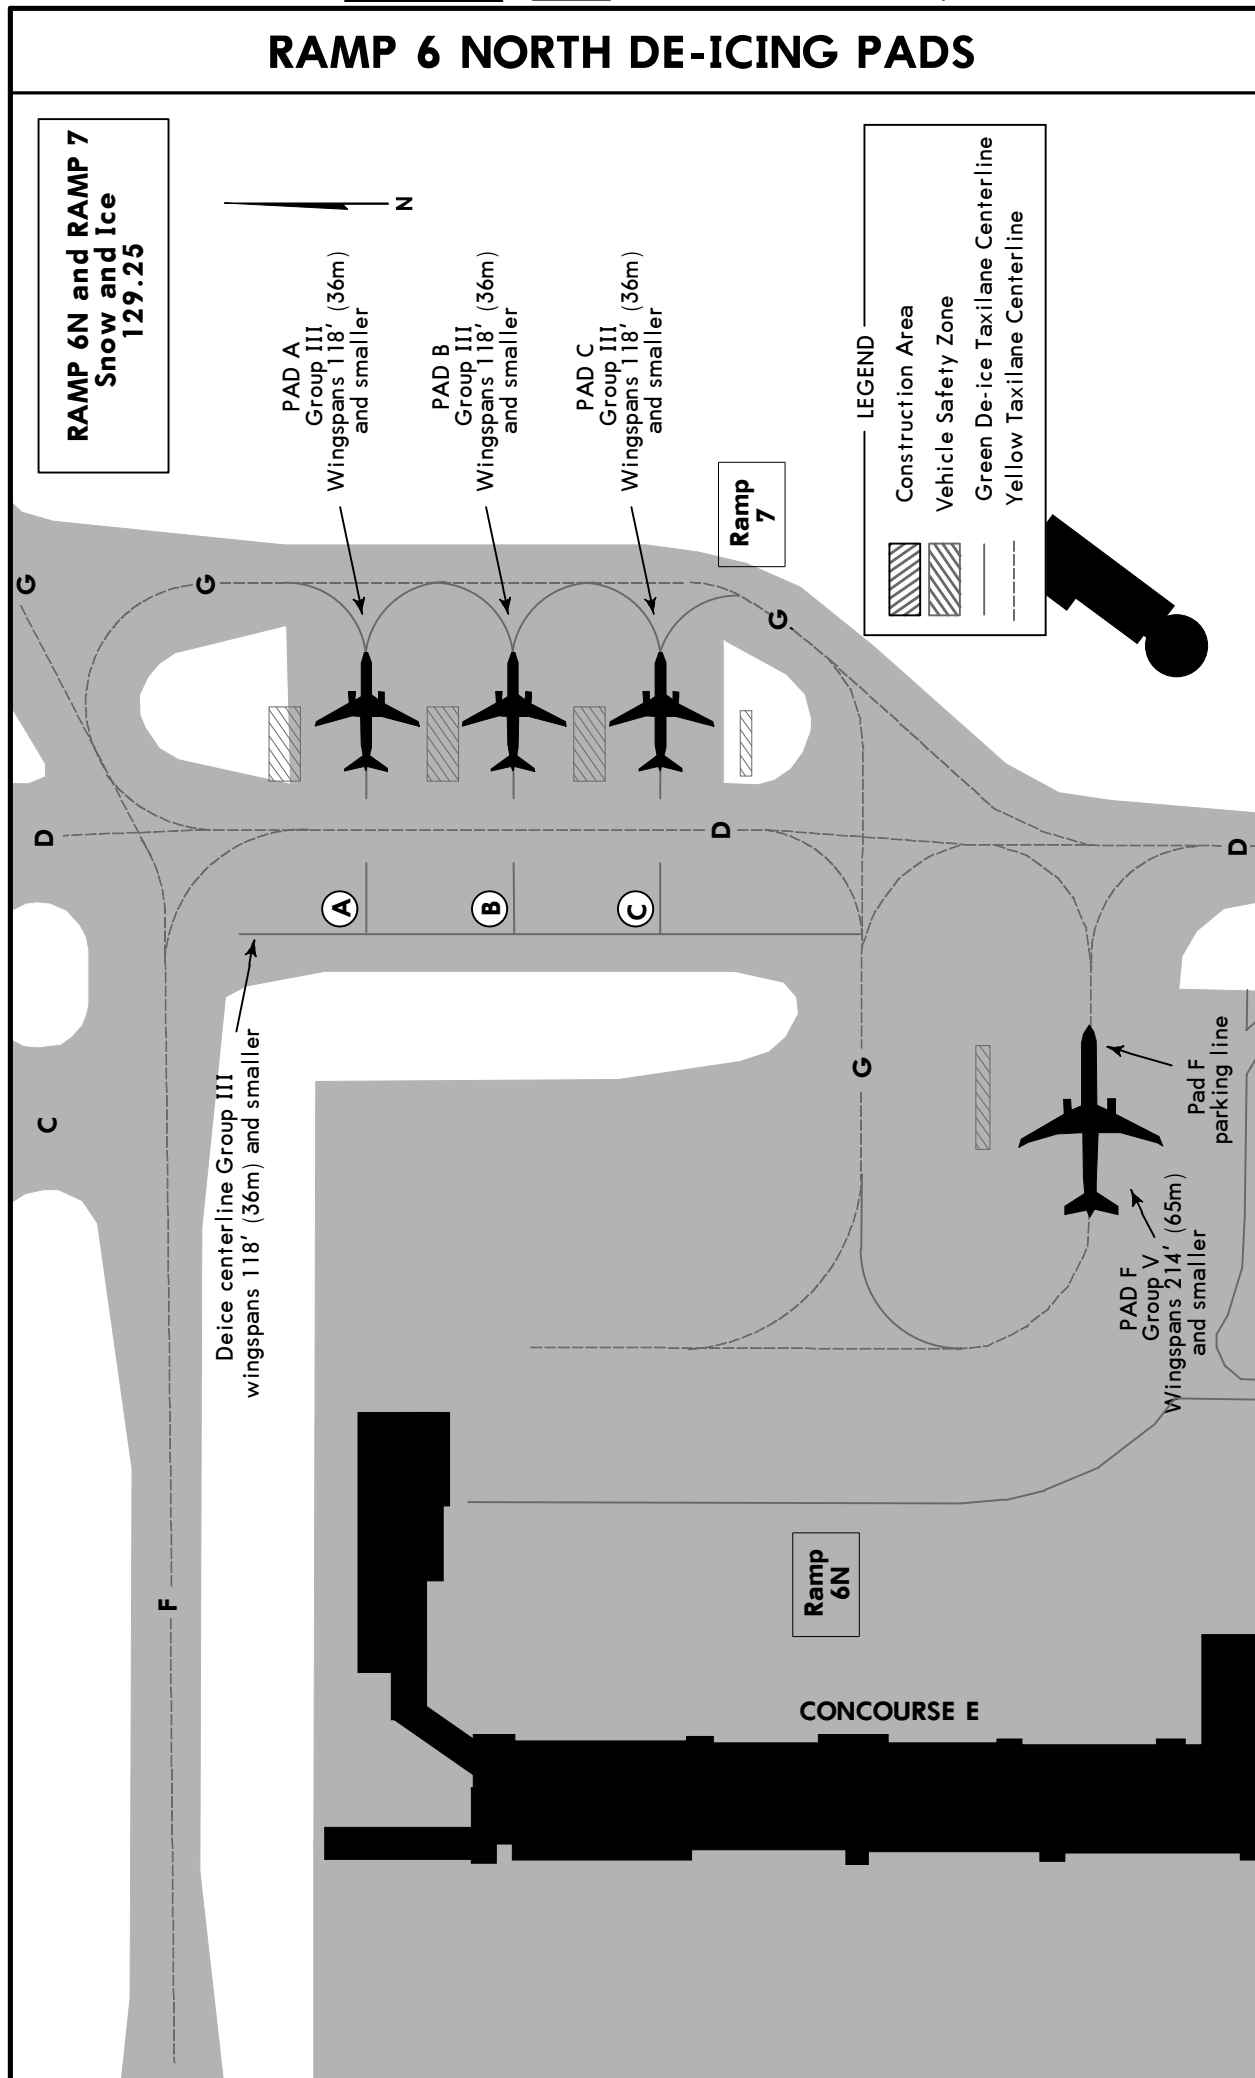 RAMP 6 NORTH DE-ICING PADS
RAMP 6N and RAMP 7
Snow and Ice
129.25
N
PAD A
Group III
Wingspans 118' (36m)
and smaller
PAD B
Group III
Wingspans 118' (36m)
and smaller
PAD C
Group III
Wingspans 118' (36m)
and smaller
LEGEND
Construction Area
Vehicle Safety Zone
Green De-ice Taxilane Centerline
Yellow Taxilane Centerline
Ramp
7
G
G
G
D
D
D
A
B
C
C
G
Deice centerline Group III
wingspans 118' (36m) and smaller
Pad F
parking line
PAD F
Group V
Wingspans 214' (65m)
and smaller
F
Ramp
6N
CONCOURSE E